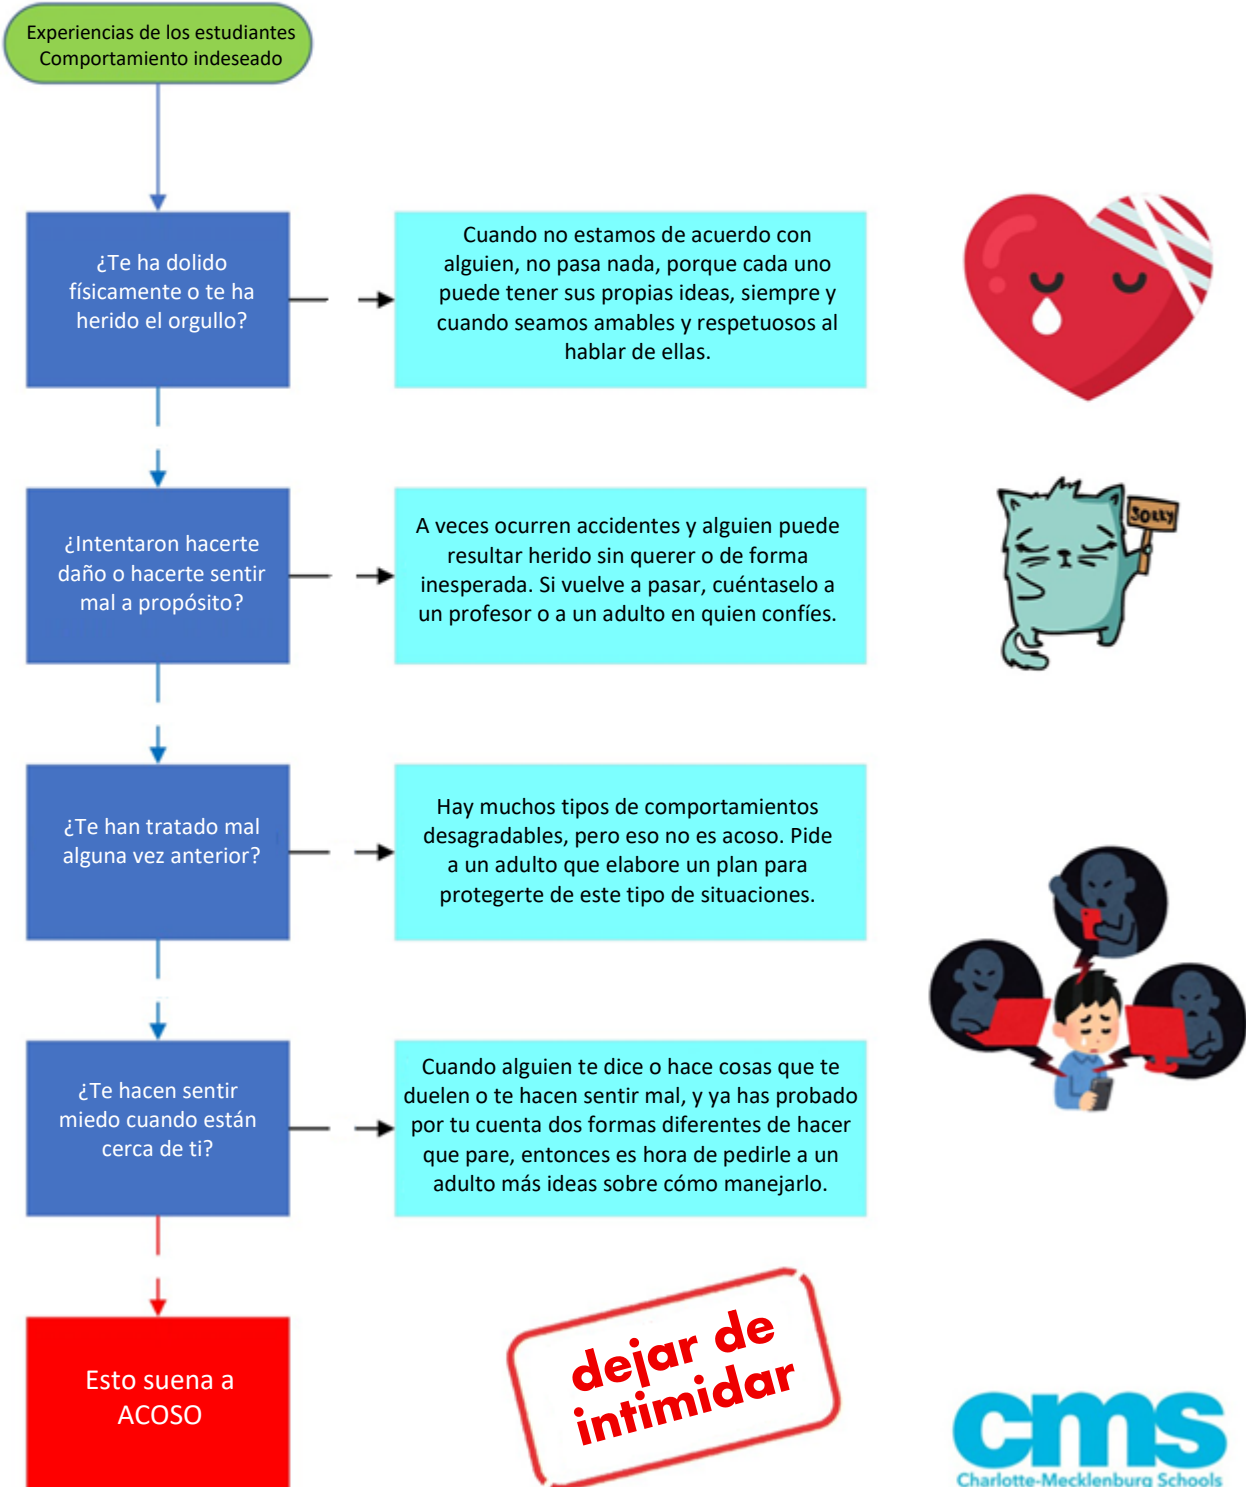 Experiencias de los estudiantes
Comportamiento indeseado
¿Te ha dolido
físicamente o te ha
herido el orgullo?
Cuando no estamos de acuerdo con
alguien, no pasa nada, porque cada uno
puede tener sus propias ideas, siempre y
cuando seamos amables y respetuosos al
hablar de ellas.
¿Intentaron hacerte
daño o hacerte sentir
mal a propósito?
A veces ocurren accidentes y alguien puede
resultar herido sin querer o de forma
inesperada. Si vuelve a pasar, cuéntaselo a
un profesor o a un adulto en quien confíes.
SORRY
¿Te han tratado mal
alguna vez anterior?
Hay muchos tipos de comportamientos
desagradables, pero eso no es acoso. Pide
a un adulto que elabore un plan para
protegerte de este tipo de situaciones.
¿Te hacen sentir
miedo cuando están
cerca de ti?
Cuando alguien te dice o hace cosas que te
duelen o te hacen sentir mal, y ya has probado
por tu cuenta dos formas diferentes de hacer
que pare, entonces es hora de pedirle a un
adulto más ideas sobre cómo manejarlo.
Esto suena a
ACOSO
dejar de
intimidar
cms
Charlotte-Mecklenburg Schools